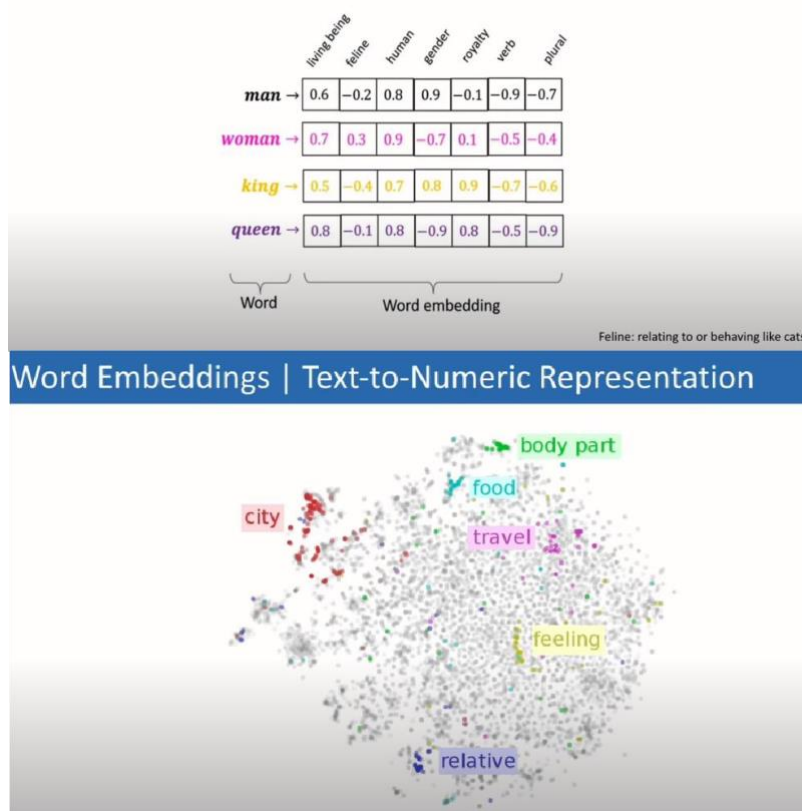 living being feline human gender royalty verb plural
man → 0.6 −0.2 0.8 0.9 −0.1 −0.9 −0.7
woman → 0.7 0.3 0.9 −0.7 0.1 −0.5 −0.4
king → 0.5 −0.4 0.7 0.8 0.9 −0.7 −0.6
queen → 0.8 −0.1 0.8 −0.9 0.8 −0.5 −0.9
Word Word embedding
Feline: relating to or behaving like cats
Word Embeddings | Text-to-Numeric Representation
body part
food
city
travel
feeling
relative